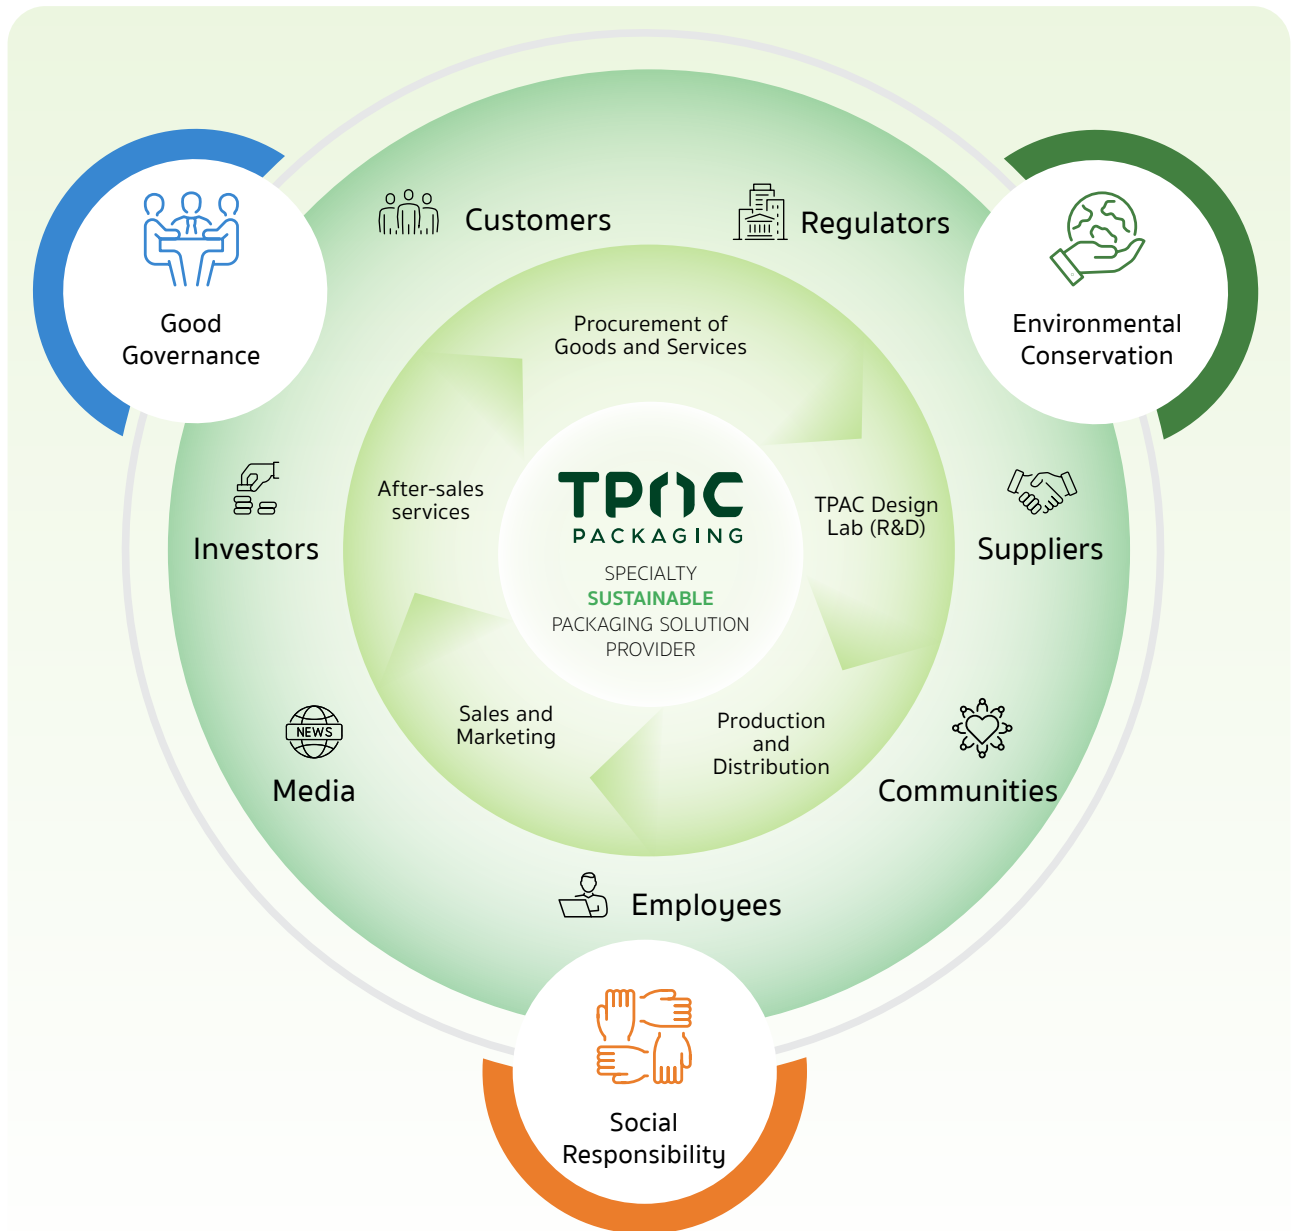 Customers
Regulators
Good
Governance
Environmental
Conservation
Procurement of
Goods and Services
After-sales
services
TPAC Design
Lab (R&D)
TPAC
PACKAGING
SPECIALTY
SUSTAINABLE
PACKAGING SOLUTION
PROVIDER
Investors
Suppliers
Sales and
Marketing
Production
and
Distribution
NEWS
Media
Communities
Employees
Social
Responsibility